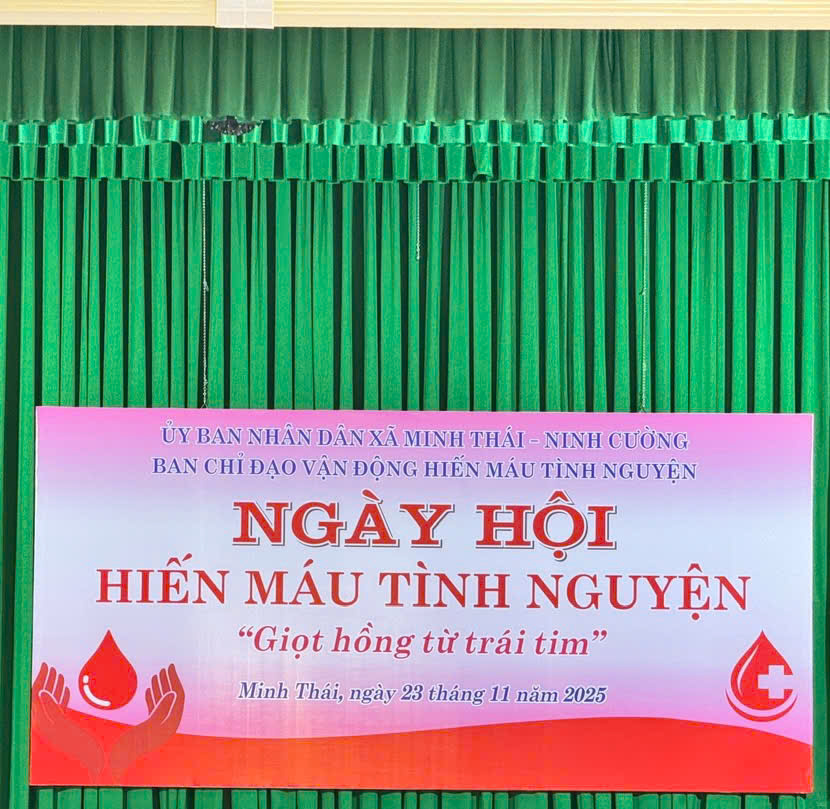 ỦY BAN NHÂN DÂN XÃ MINH THÁI - NINH CƯỜNG
BAN CHỈ ĐẠO VẬN ĐỘNG HIẾN MÁU TÌNH NGUYỆN
NGÀY HỘI
HIẾN MÁU TÌNH NGUYỆN
“Giọt hồng từ trái tim”
Minh Thái, ngày 23 tháng 11 năm 2025